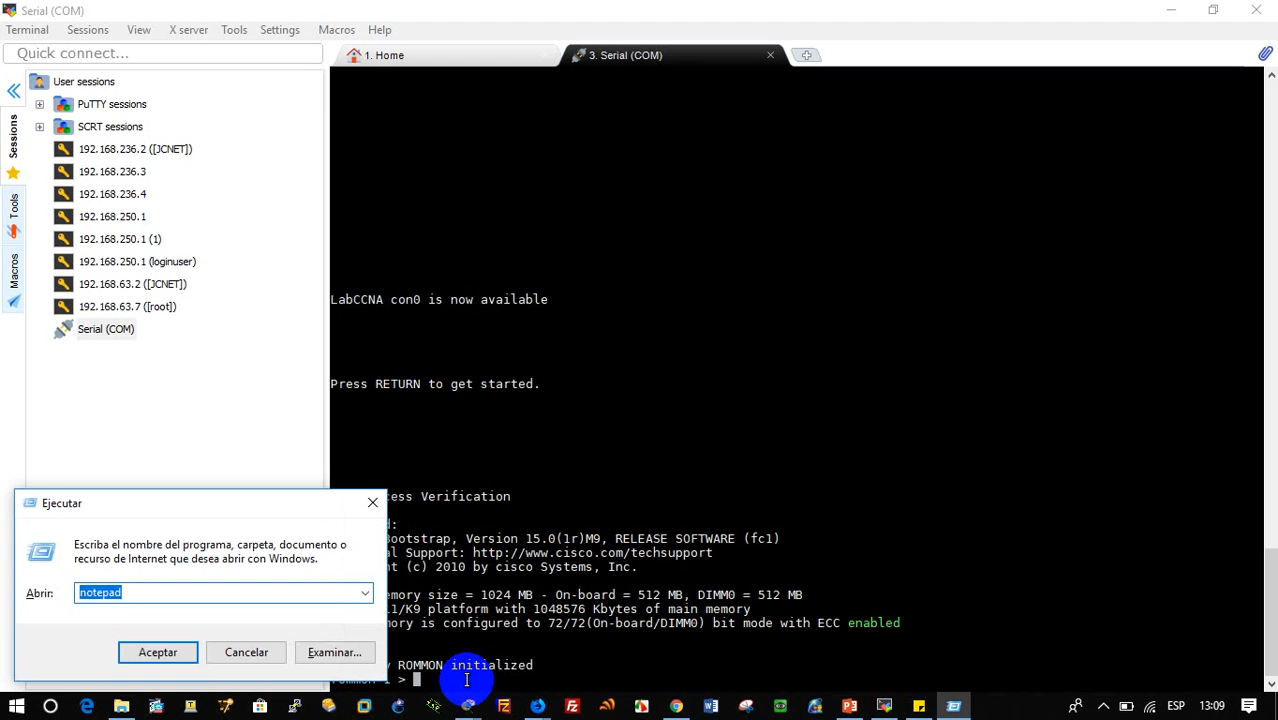 Serial (COM)
Terminal Sessions View X server Tools Settings Macros Help
Quick connect...
1. Home
3. Serial (COM)
Sessions
Tools
Macros
User sessions
PuTTY sessions
SCRT sessions
192.168.236.2 ([JCNET])
192.168.236.3
192.168.236.4
192.168.250.1
192.168.250.1 (1)
192.168.250.1 (loginuser)
192.168.63.2 ([JCNET])
192.168.63.7 ([root])
Serial (COM)
LabCCNA con0 is now available
Press RETURN to get started.
ess Verification
d:
Bootstrap, Version 15.0(1r)M9, RELEASE SOFTWARE (fc1)
al Support: http://www.cisco.com/techsupport
t (c) 2010 by cisco Systems, Inc.
emory size = 1024 MB - On-board = 512 MB, DIMM0 = 512 MB
1/K9 platform with 1048576 Kbytes of main memory
ory is configured to 72/72(On-board/DIMM0) bit mode with ECC enabled
y ROMMON initialized
>
Ejecutar
Escriba el nombre del programa, carpeta, documento o
recurso de Internet que desea abrir con Windows.
Abrir: notepad
Aceptar Cancelar Examinar...
ESP 13:09